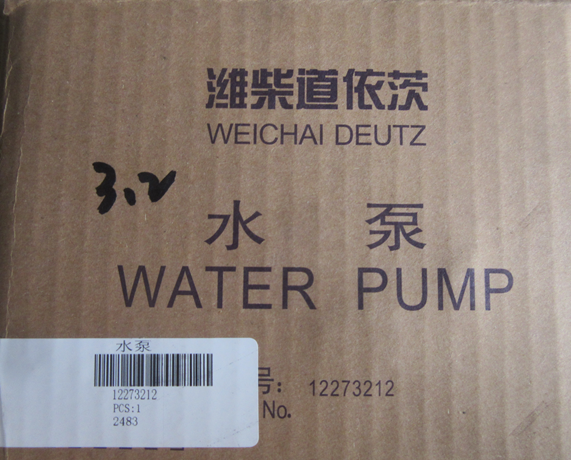 潍柴道依茨
WEICHAI DEUTZ
3.2
水 泵
WATER PUMP
水泵
12273212
PCS:1
2483
号: 12273212
No.